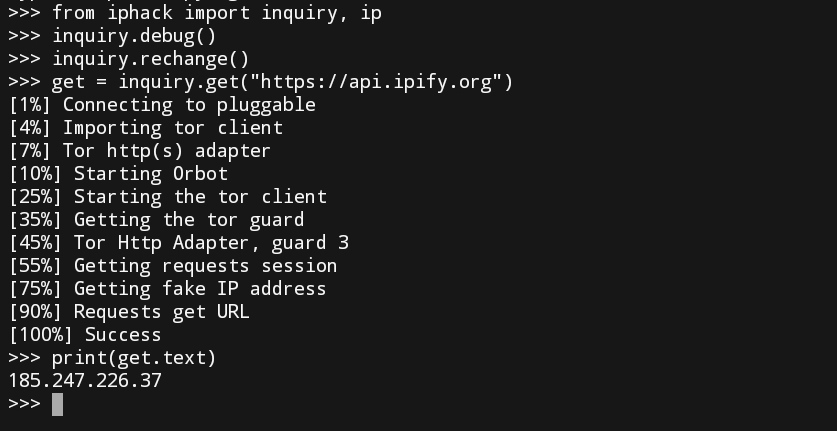 >>> from iphack import inquiry, ip
>>> inquiry.debug()
>>> inquiry.rechange()
>>> get = inquiry.get("https://api.ipify.org")
[1%] Connecting to pluggable
[4%] Importing tor client
[7%] Tor http(s) adapter
[10%] Starting Orbot
[25%] Starting the tor client
[35%] Getting the tor guard
[45%] Tor Http Adapter, guard 3
[55%] Getting requests session
[75%] Getting fake IP address
[90%] Requests get URL
[100%] Success
>>> print(get.text)
185.247.226.37
>>>